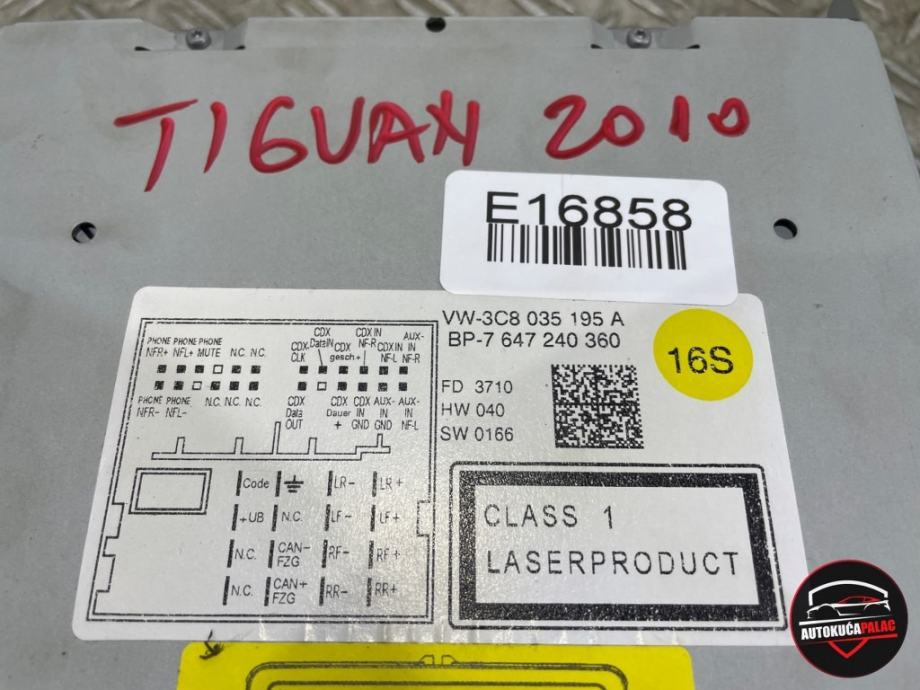 TIGUAN 2010
E16858
VW-3C8 035 195 A
BP-7 647 240 360
16S
FD 3710
HW 040
SW 0166
CLASS 1
LASERPRODUCT
PHONE PHONE PHONE
NFR+ NFL+ MUTE N.C. N.C.
PHONE PHONE
NFR- NFL-
N.C. N.C. N.C.
CDX
CLK
CDX
DataIN
CDX
gesch.+
CDX IN
NF-R
CDX IN
NF-L
AUX-
IN
NF-R
CDX
Data
OUT
CDX
Dauer
+
CDX
IN
GND
AUX-
IN
GND
AUX-
IN
NF-L
Code LR- LR+
+UB N.C. LF- LF+
N.C. CAN-
FZG RF- RF+
N.C. CAN+
FZG RR- RR+
AUTOKUĆA PALAC